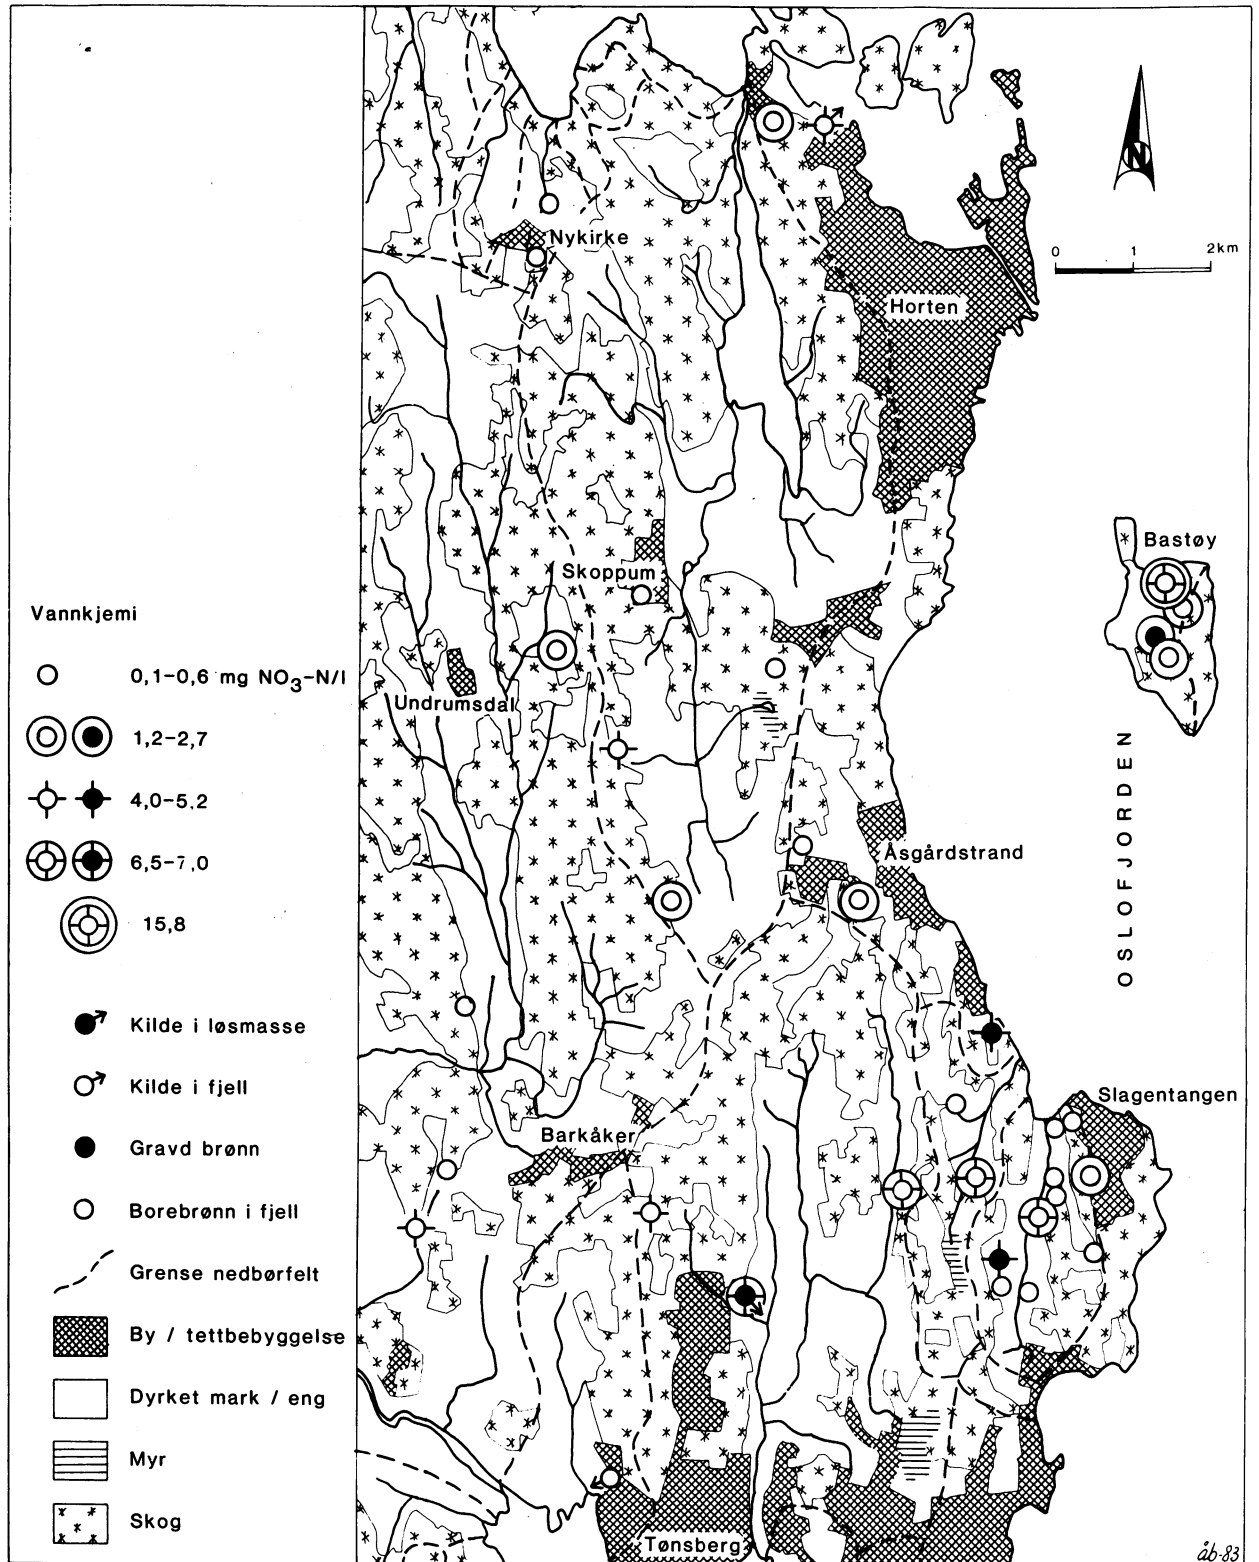 Vannkjemi
0,1-0,6 mg NO3-N/l
1,2-2,7
4,0-5,2
6,5-7,0
15,8
Kilde i løsmasse
Kilde i fjell
Gravd brønn
Borebrønn i fjell
Grense nedbørfelt
By / tettbebyggelse
Dyrket mark / eng
Myr
Skog
N
0 1 2km
Nykirke
Horten
Bastøy
Skoppum
Undrumsdal
OSLOFJORDEN
Åsgårdstrand
Slagentangen
Barkåker
Tønsberg
åb-83